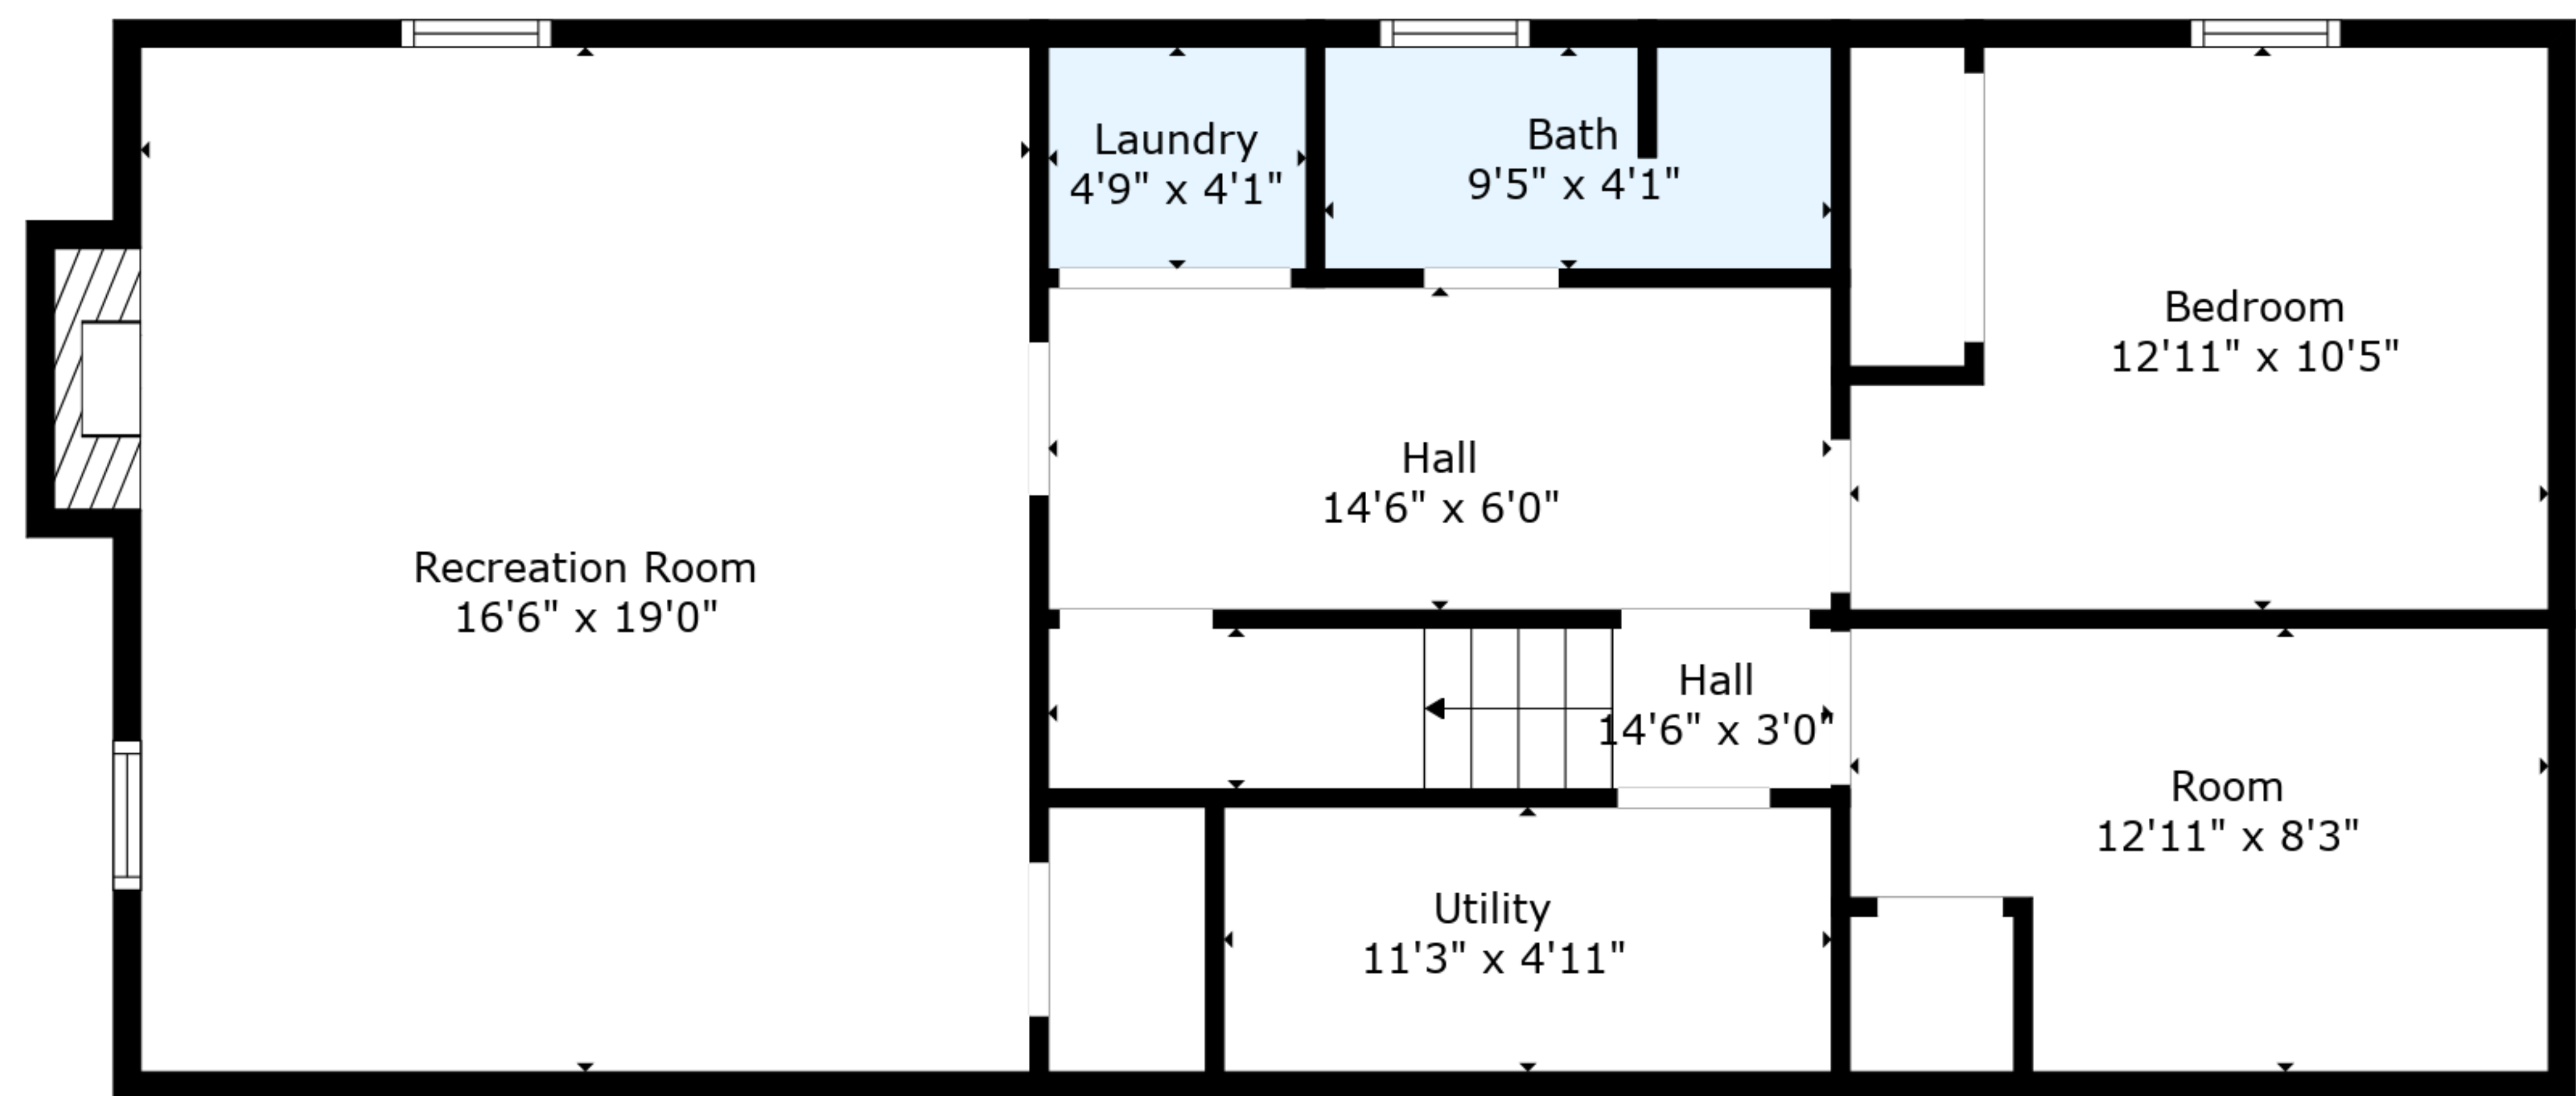 Laundry
4'9" x 4'1"
Bath
9'5" x 4'1"
Bedroom
12'11" x 10'5"
Hall
14'6" x 6'0"
Recreation Room
16'6" x 19'0"
Hall
14'6" x 3'0"
Room
12'11" x 8'3"
Utility
11'3" x 4'11"